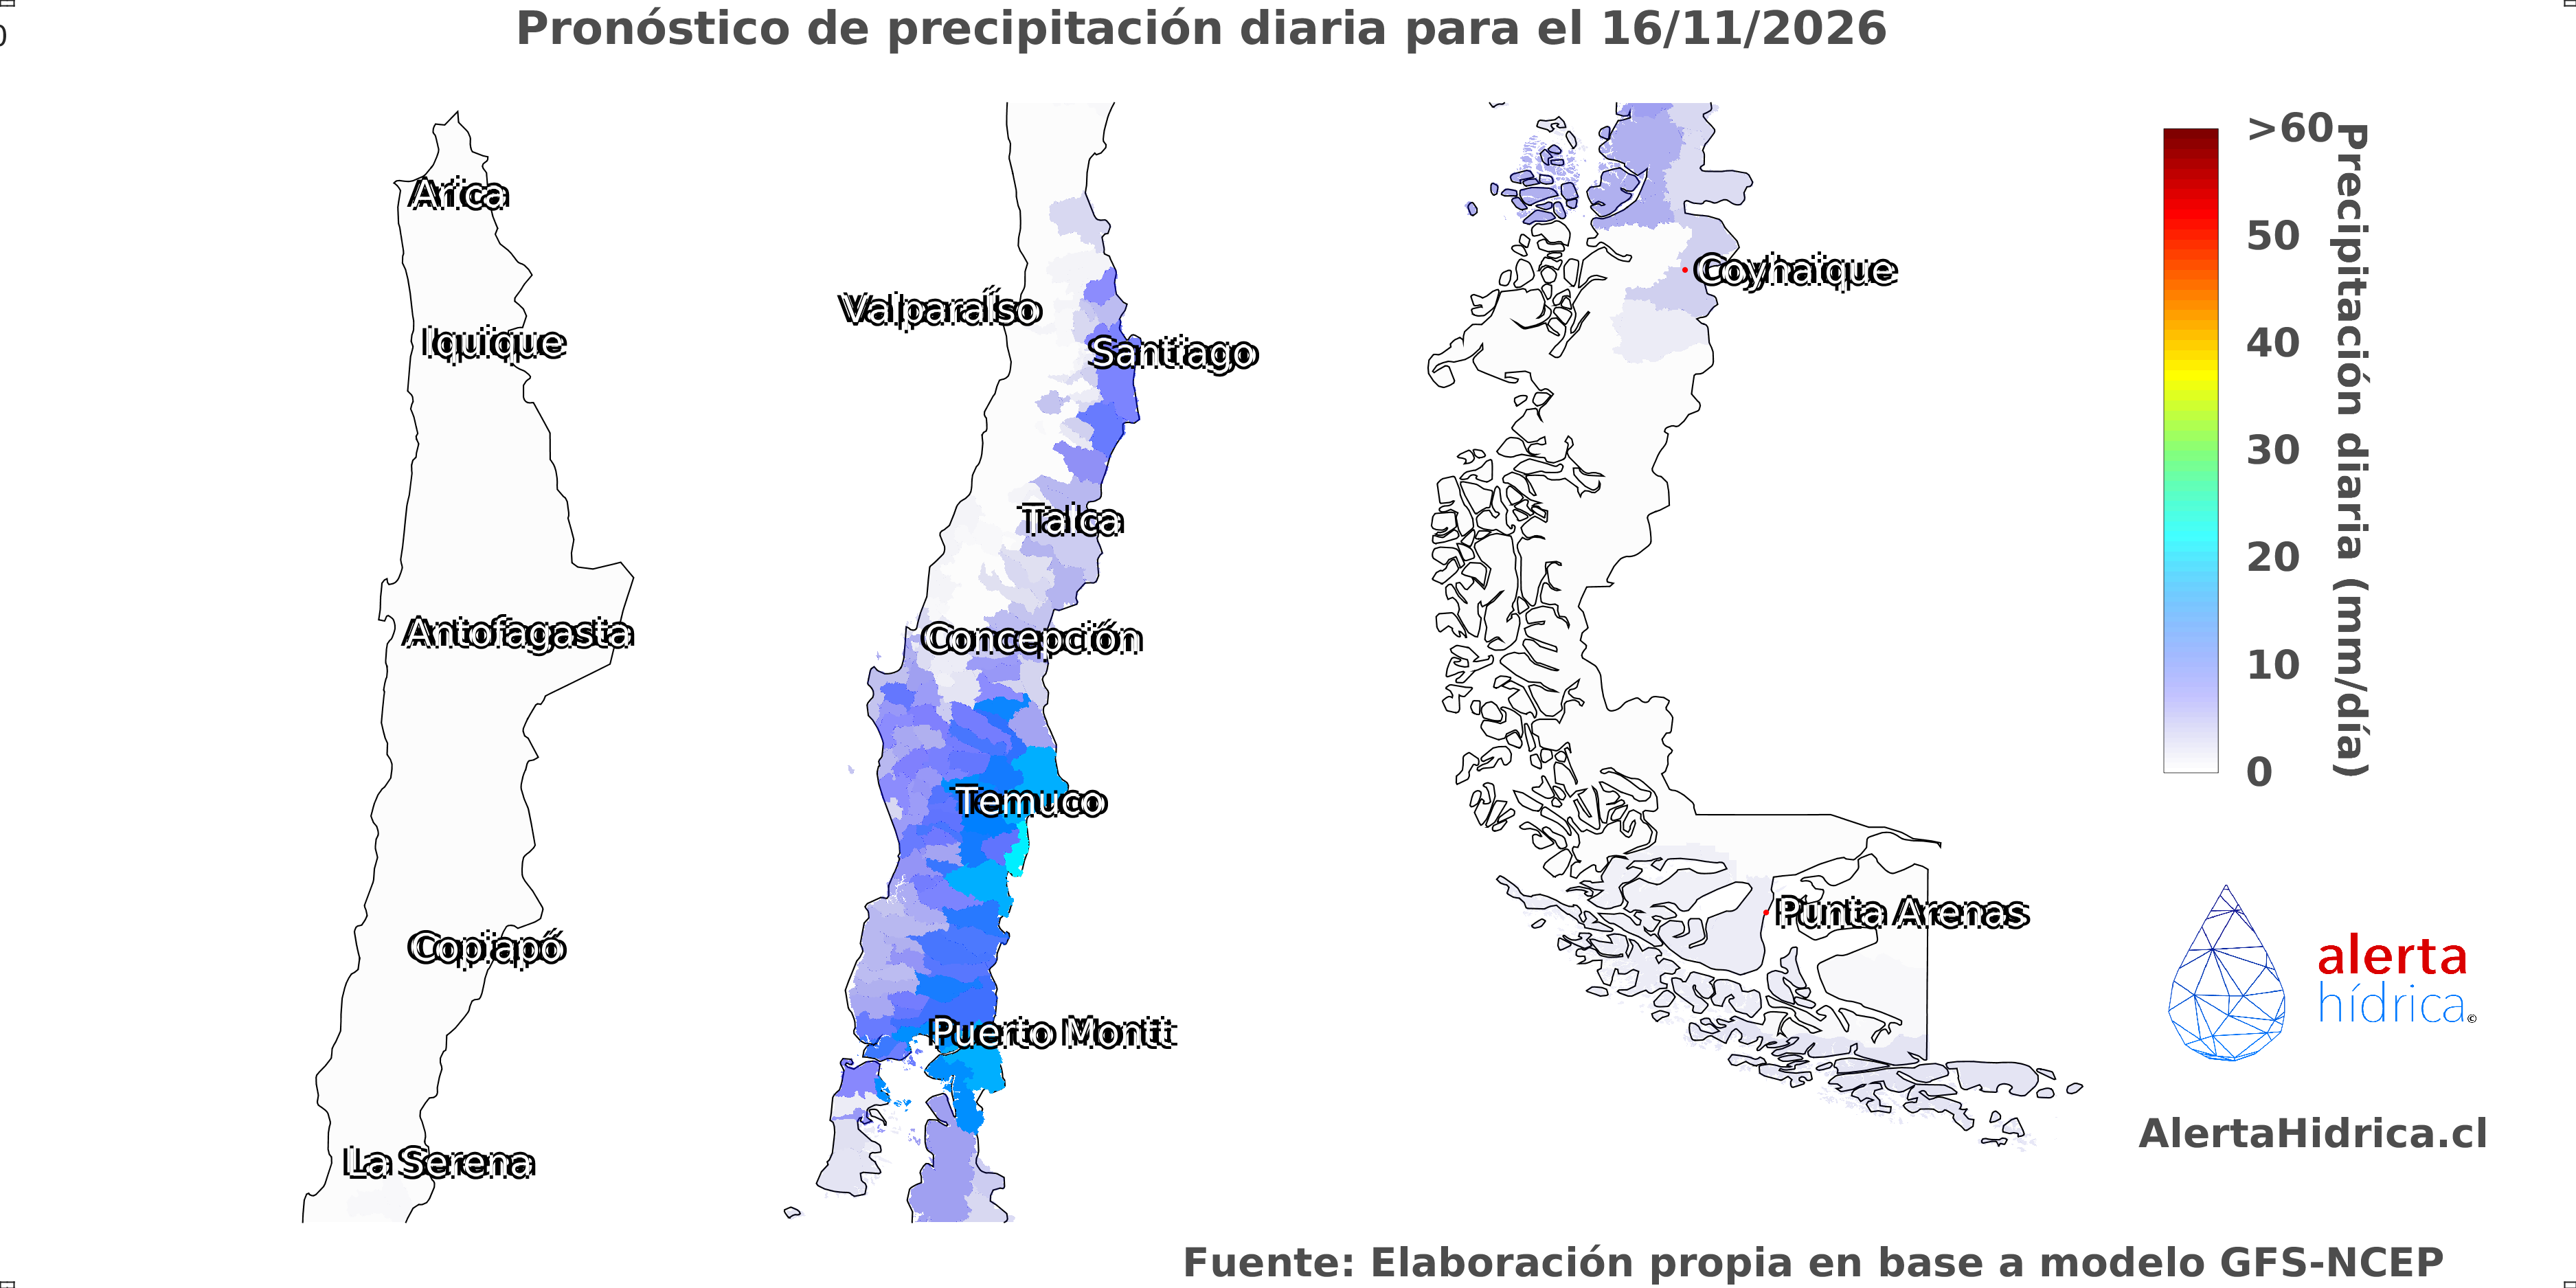 Pronóstico de precipitación diaria para el 16/11/2026
0
Arica
Iquique
Antofagasta
Copiapó
La Serena
Valparaíso
Santiago
Talca
Concepción
Temuco
Puerto Montt
Coyhaique
Punta Arenas
>60
50
40
30
20
10
0
Precipitación diaria (mm/día)
alerta
hídrica©
AlertaHidrica.cl
Fuente: Elaboración propia en base a modelo GFS-NCEP